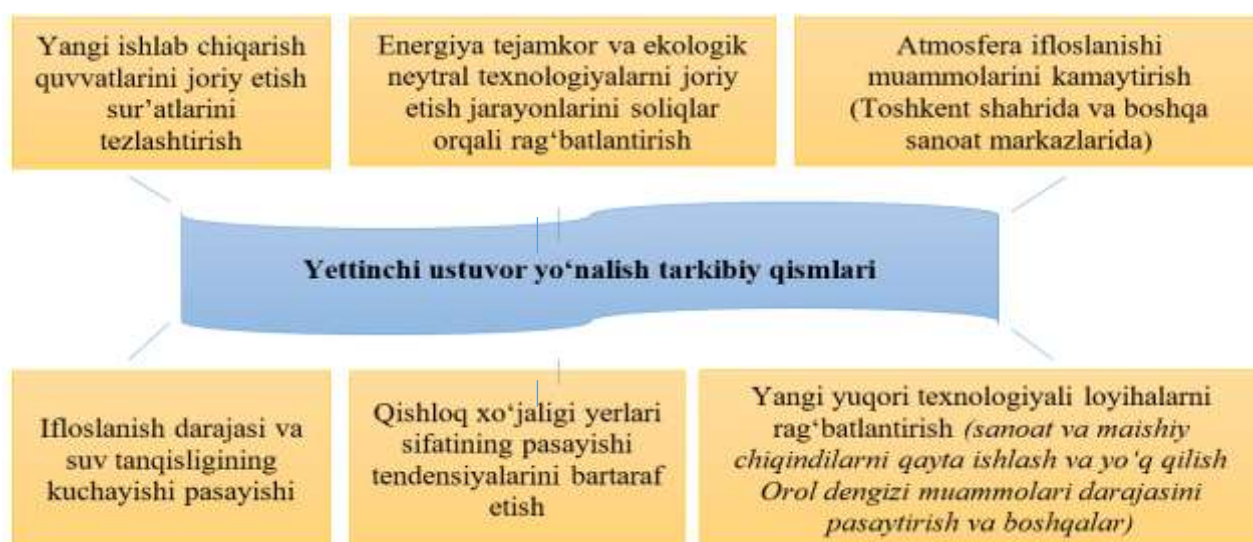 Yangi ishlab chiqarish
quvvatlarini joriy etish
sur’atlarini
tezlashtirish
Energiya tejamkor va ekologik
neytral texnologiyalarni joriy
etish jarayonlarini soliqlar
orqali rag‘batlantirish
Atmosfera ifloslanishi
muammolarini kamaytirish
(Toshkent shahrida va boshqa
sanoat markazlarida)
Yettinchi ustuvor yo‘nalish tarkibiy qismlari
Ifloslanish darajasi va
suv tanqisligining
kuchayishi pasayishi
Qishloq xo‘jaligi yerlari
sifatining pasayishi
tendensiyalarini bartaraf
etish
Yangi yuqori texnologiyali loyihalarni
rag‘batlantirish (sanoat va maishiy
chiqindilarni qayta ishlash va yo‘q qilish
Orol dengizi muammolari darajasini
pasaytirish va boshqalar)